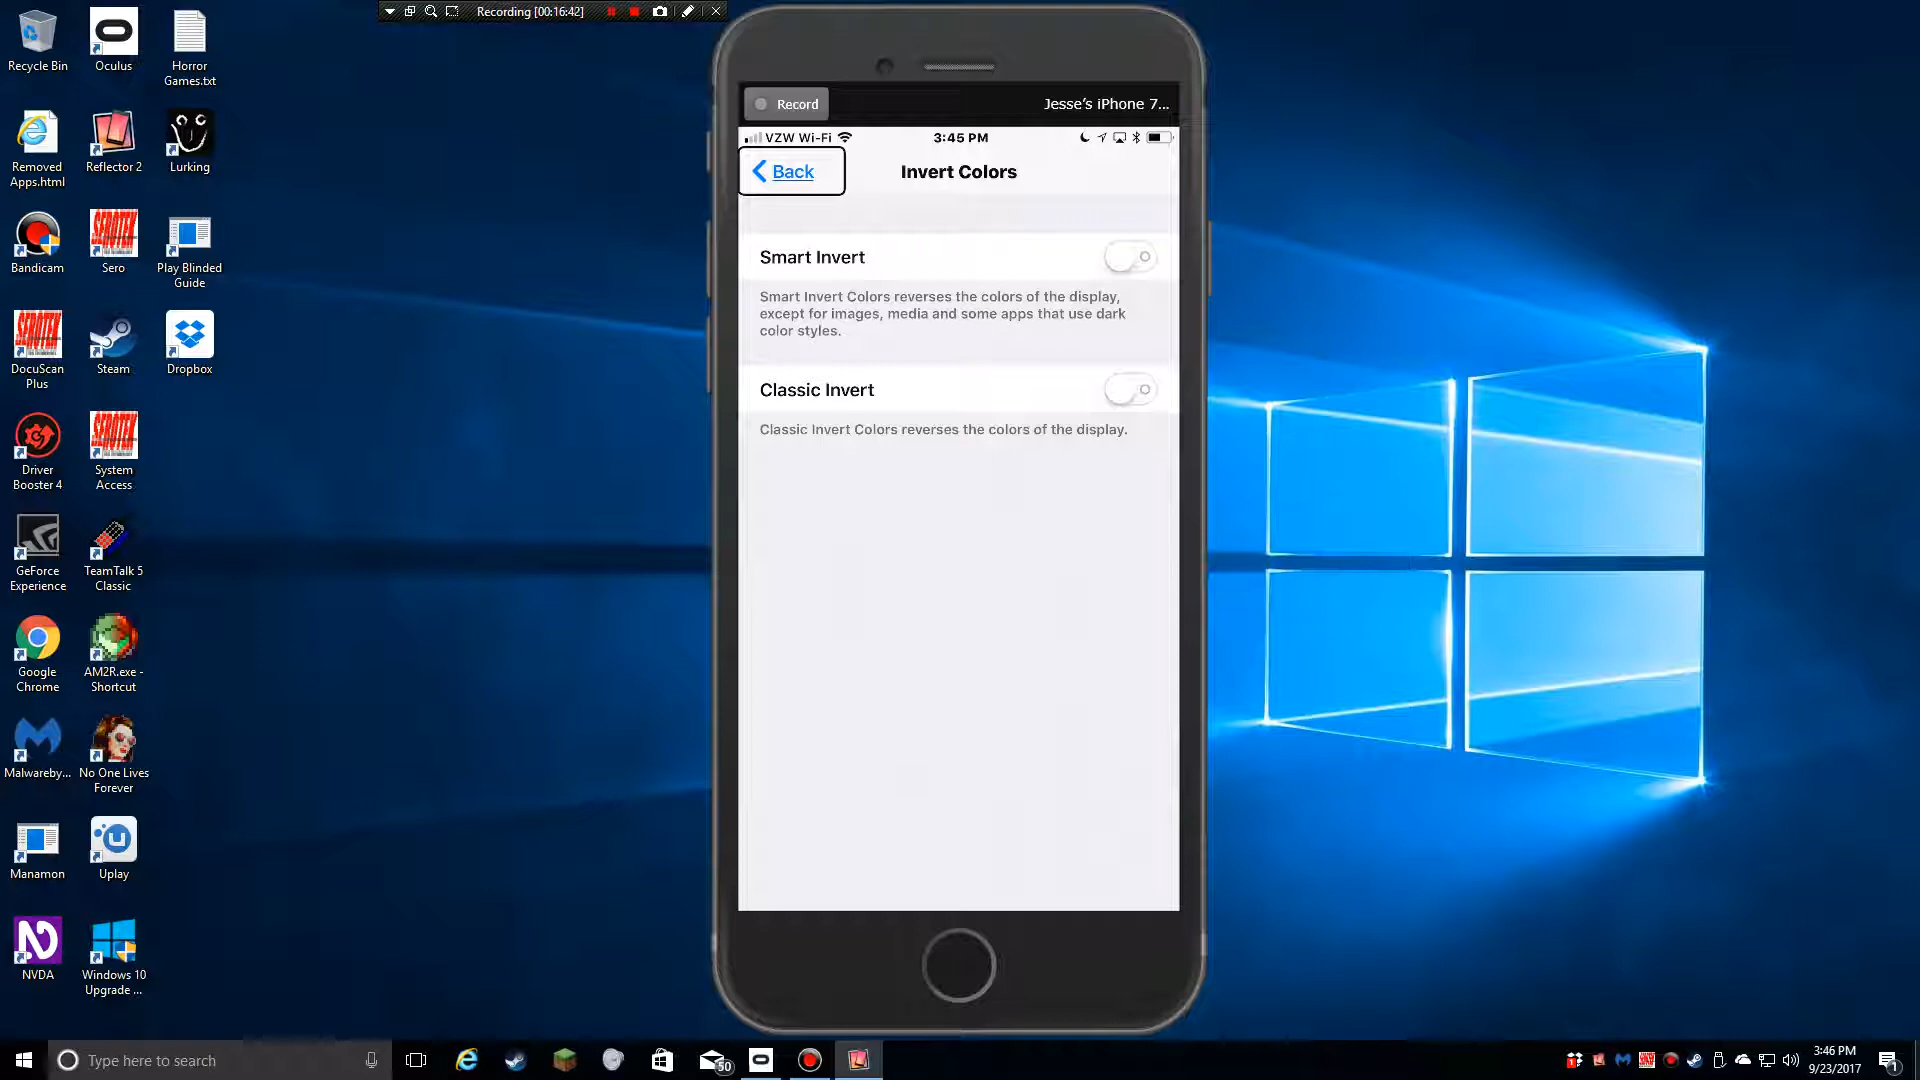 Recording [00:16:42]
Recycle Bin
Oculus
Horror
Games.txt
Removed
Apps.html
Reflector 2
Lurking
Bandicam
SEROTEK
Sero
Play Blinded
Guide
SEROTEK
DocuScan
Plus
Steam
Dropbox
Driver
Booster 4
SEROTEK
System
Access
GeForce
Experience
TeamTalk 5
Classic
Google
Chrome
AM2R.exe -
Shortcut
Malwareby...
No One Lives
Forever
Manamon
Uplay
NVDA
Windows 10
Upgrade ...
Record
Jesse’s iPhone 7...
VZW Wi-Fi
3:45 PM
Back
Invert Colors
Smart Invert
Smart Invert Colors reverses the colors of the display,
except for images, media and some apps that use dark
color styles.
Classic Invert
Classic Invert Colors reverses the colors of the display.
Type here to search
50
3:46 PM
9/23/2017
1